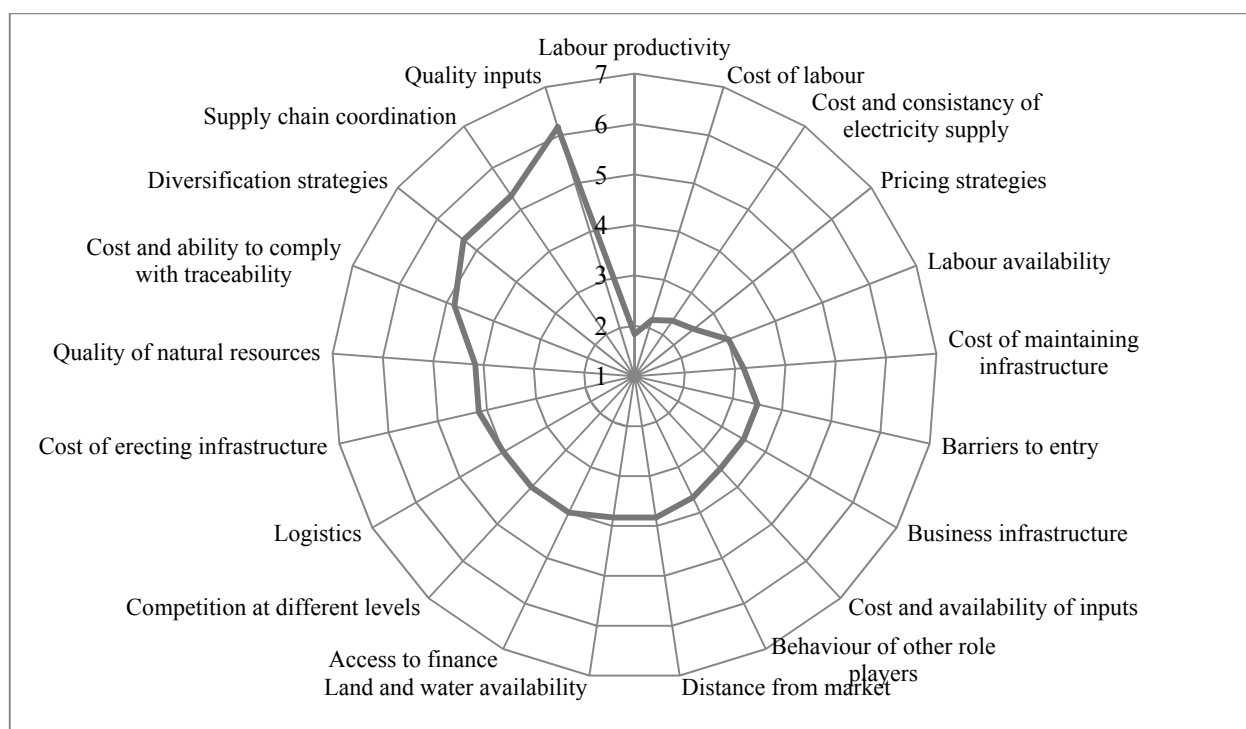 Labour productivity
Cost of labour
Cost and consistancy of
electricity supply
Pricing strategies
Labour availability
Cost of maintaining
infrastructure
Barriers to entry
Business infrastructure
Cost and availability of inputs
Behaviour of other role
players
Distance from market
Land and water availability
Access to finance
Competition at different levels
Logistics
Cost of erecting infrastructure
Quality of natural resources
Cost and ability to comply
with traceability
Diversification strategies
Supply chain coordination
Quality inputs
7
6
5
4
3
2
1